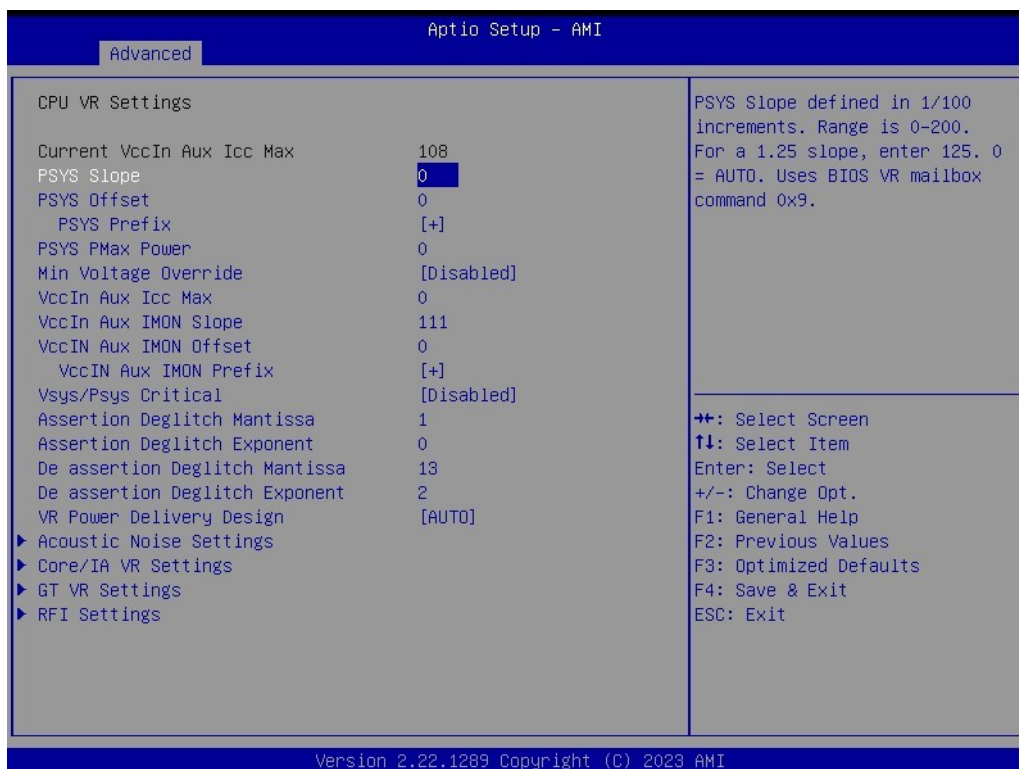 Aptio Setup – AMI
Advanced
CPU VR Settings
Current VccIn Aux Icc Max 108
PSYS Slope 0
PSYS Offset 0
PSYS Prefix [+]
PSYS PMax Power 0
Min Voltage Override [Disabled]
VccIn Aux Icc Max 0
VccIn Aux IMON Slope 111
VccIN Aux IMON Offset 0
VccIN Aux IMON Prefix [+]
Vsys/Psys Critical [Disabled]
Assertion Deglitch Mantissa 1
Assertion Deglitch Exponent 0
De assertion Deglitch Mantissa 13
De assertion Deglitch Exponent 2
VR Power Delivery Design [AUTO]
Acoustic Noise Settings
Core/IA VR Settings
GT VR Settings
RFI Settings
PSYS Slope defined in 1/100
increments. Range is 0-200.
For a 1.25 slope, enter 125. 0
= AUTO. Uses BIOS VR mailbox
command 0x9.
→←: Select Screen
↑↓: Select Item
Enter: Select
+/-: Change Opt.
F1: General Help
F2: Previous Values
F3: Optimized Defaults
F4: Save & Exit
ESC: Exit
Version 2.22.1289 Copyright (C) 2023 AMI